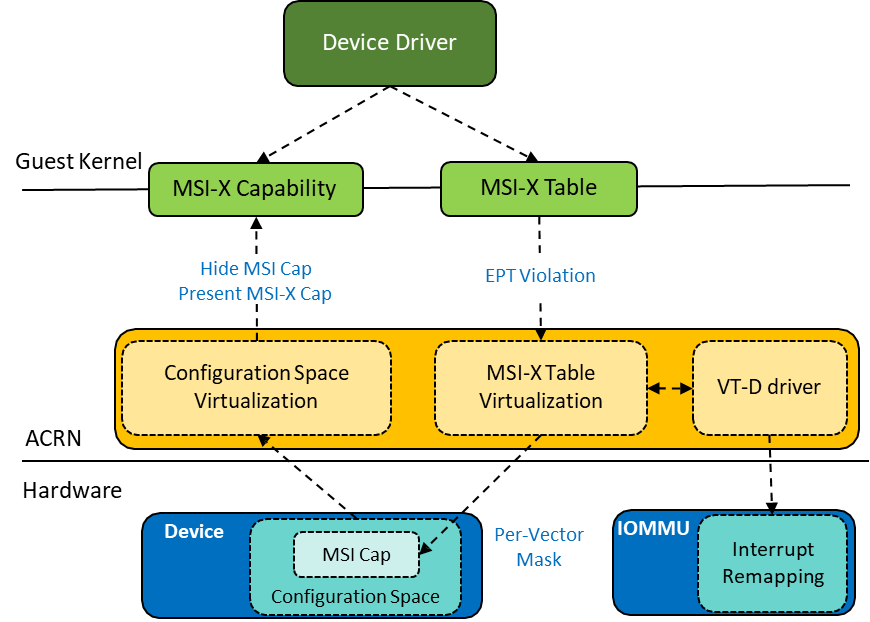 Device Driver
Guest Kernel
MSI-X Capability
MSI-X Table
Hide MSI Cap
Present MSI-X Cap
EPT Violation
Configuration Space
Virtualization
MSI-X Table
Virtualization
VT-D driver
ACRN
Hardware
Device
MSI Cap
Configuration Space
Per-Vector
Mask
IOMMU
Interrupt
Remapping